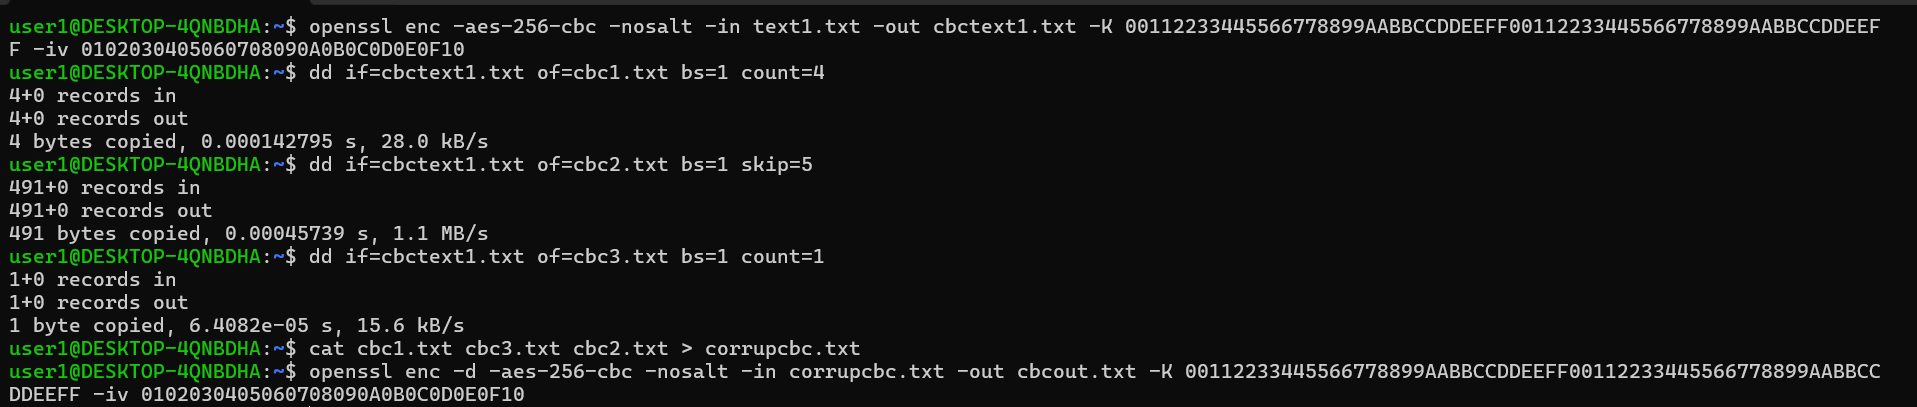 user1@DESKTOP-4QNBDHA:~$ openssl enc -aes-256-cbc -nosalt -in text1.txt -out cbctext1.txt -K 00112233445566778899AABBCCDDEEFF00112233445566778899AABBCCDDEEF
F -iv 0102030405060708090A0B0C0D0E0F10
user1@DESKTOP-4QNBDHA:~$ dd if=cbctext1.txt of=cbc1.txt bs=1 count=4
4+0 records in
4+0 records out
4 bytes copied, 0.000142795 s, 28.0 kB/s
user1@DESKTOP-4QNBDHA:~$ dd if=cbctext1.txt of=cbc2.txt bs=1 skip=5
491+0 records in
491+0 records out
491 bytes copied, 0.00045739 s, 1.1 MB/s
user1@DESKTOP-4QNBDHA:~$ dd if=cbctext1.txt of=cbc3.txt bs=1 count=1
1+0 records in
1+0 records out
1 byte copied, 6.4082e-05 s, 15.6 kB/s
user1@DESKTOP-4QNBDHA:~$ cat cbc1.txt cbc3.txt cbc2.txt > corrupcbc.txt
user1@DESKTOP-4QNBDHA:~$ openssl enc -d -aes-256-cbc -nosalt -in corrupcbc.txt -out cbcout.txt -K 00112233445566778899AABBCCDDEEFF00112233445566778899AABBCC
DDEEFF -iv 0102030405060708090A0B0C0D0E0F10